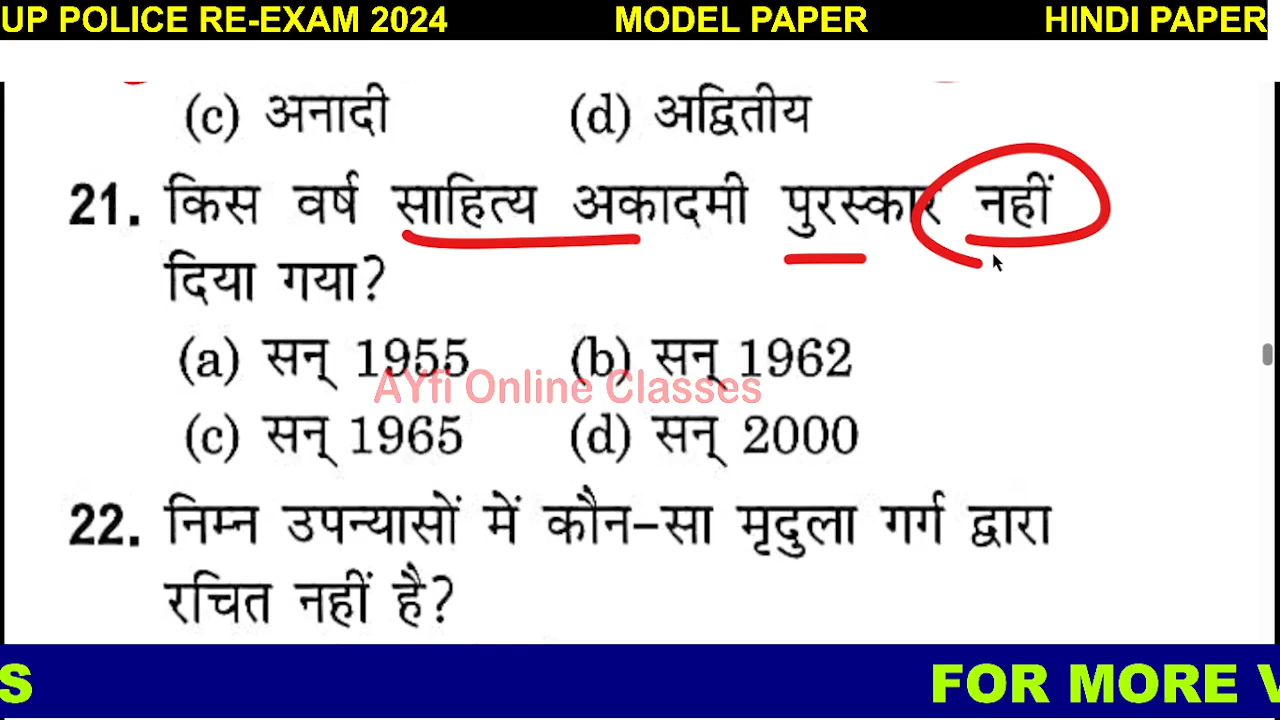 UP POLICE RE-EXAM 2024 MODEL PAPER HINDI PAPER
(c) अनादी (d) अद्वितीय
21. किस वर्ष साहित्य अकादमी पुरस्कार नहीं
दिया गया?
(a) सन् 1955 (b) सन् 1962
AYfi Online Classes
(c) सन् 1965 (d) सन् 2000
22. निम्न उपन्यासों में कौन-सा मृदुला गर्ग द्वारा
रचित नहीं है?
S FOR MORE V